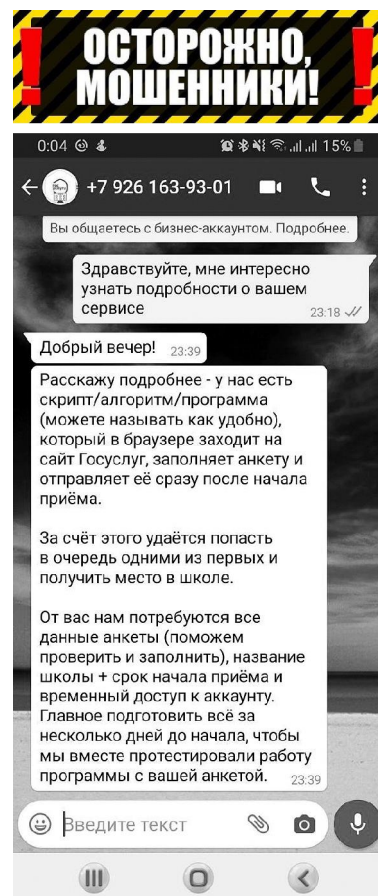 ОСТОРОЖНО,
МОШЕННИКИ!
0:04 15%
+7 926 163-93-01
Вы общаетесь с бизнес-аккаунтом. Подробнее.
Здравствуйте, мне интересно
узнать подробности о вашем
сервисе
23:18
Добрый вечер! 23:39
Расскажу подробнее - у нас есть
скрипт/алгоритм/программа
(можете называть как удобно),
который в браузере заходит на
сайт Госуслуг, заполняет анкету и
отправляет её сразу после начала
приёма.
За счёт этого удаётся попасть
в очередь одними из первых и
получить место в школе.
От вас нам потребуются все
данные анкеты (поможем
проверить и заполнить), название
школы + срок начала приёма и
временный доступ к аккаунту.
Главное подготовить всё за
несколько дней до начала, чтобы
мы вместе протестировали работу
программы с вашей анкетой. 23:39
Введите текст